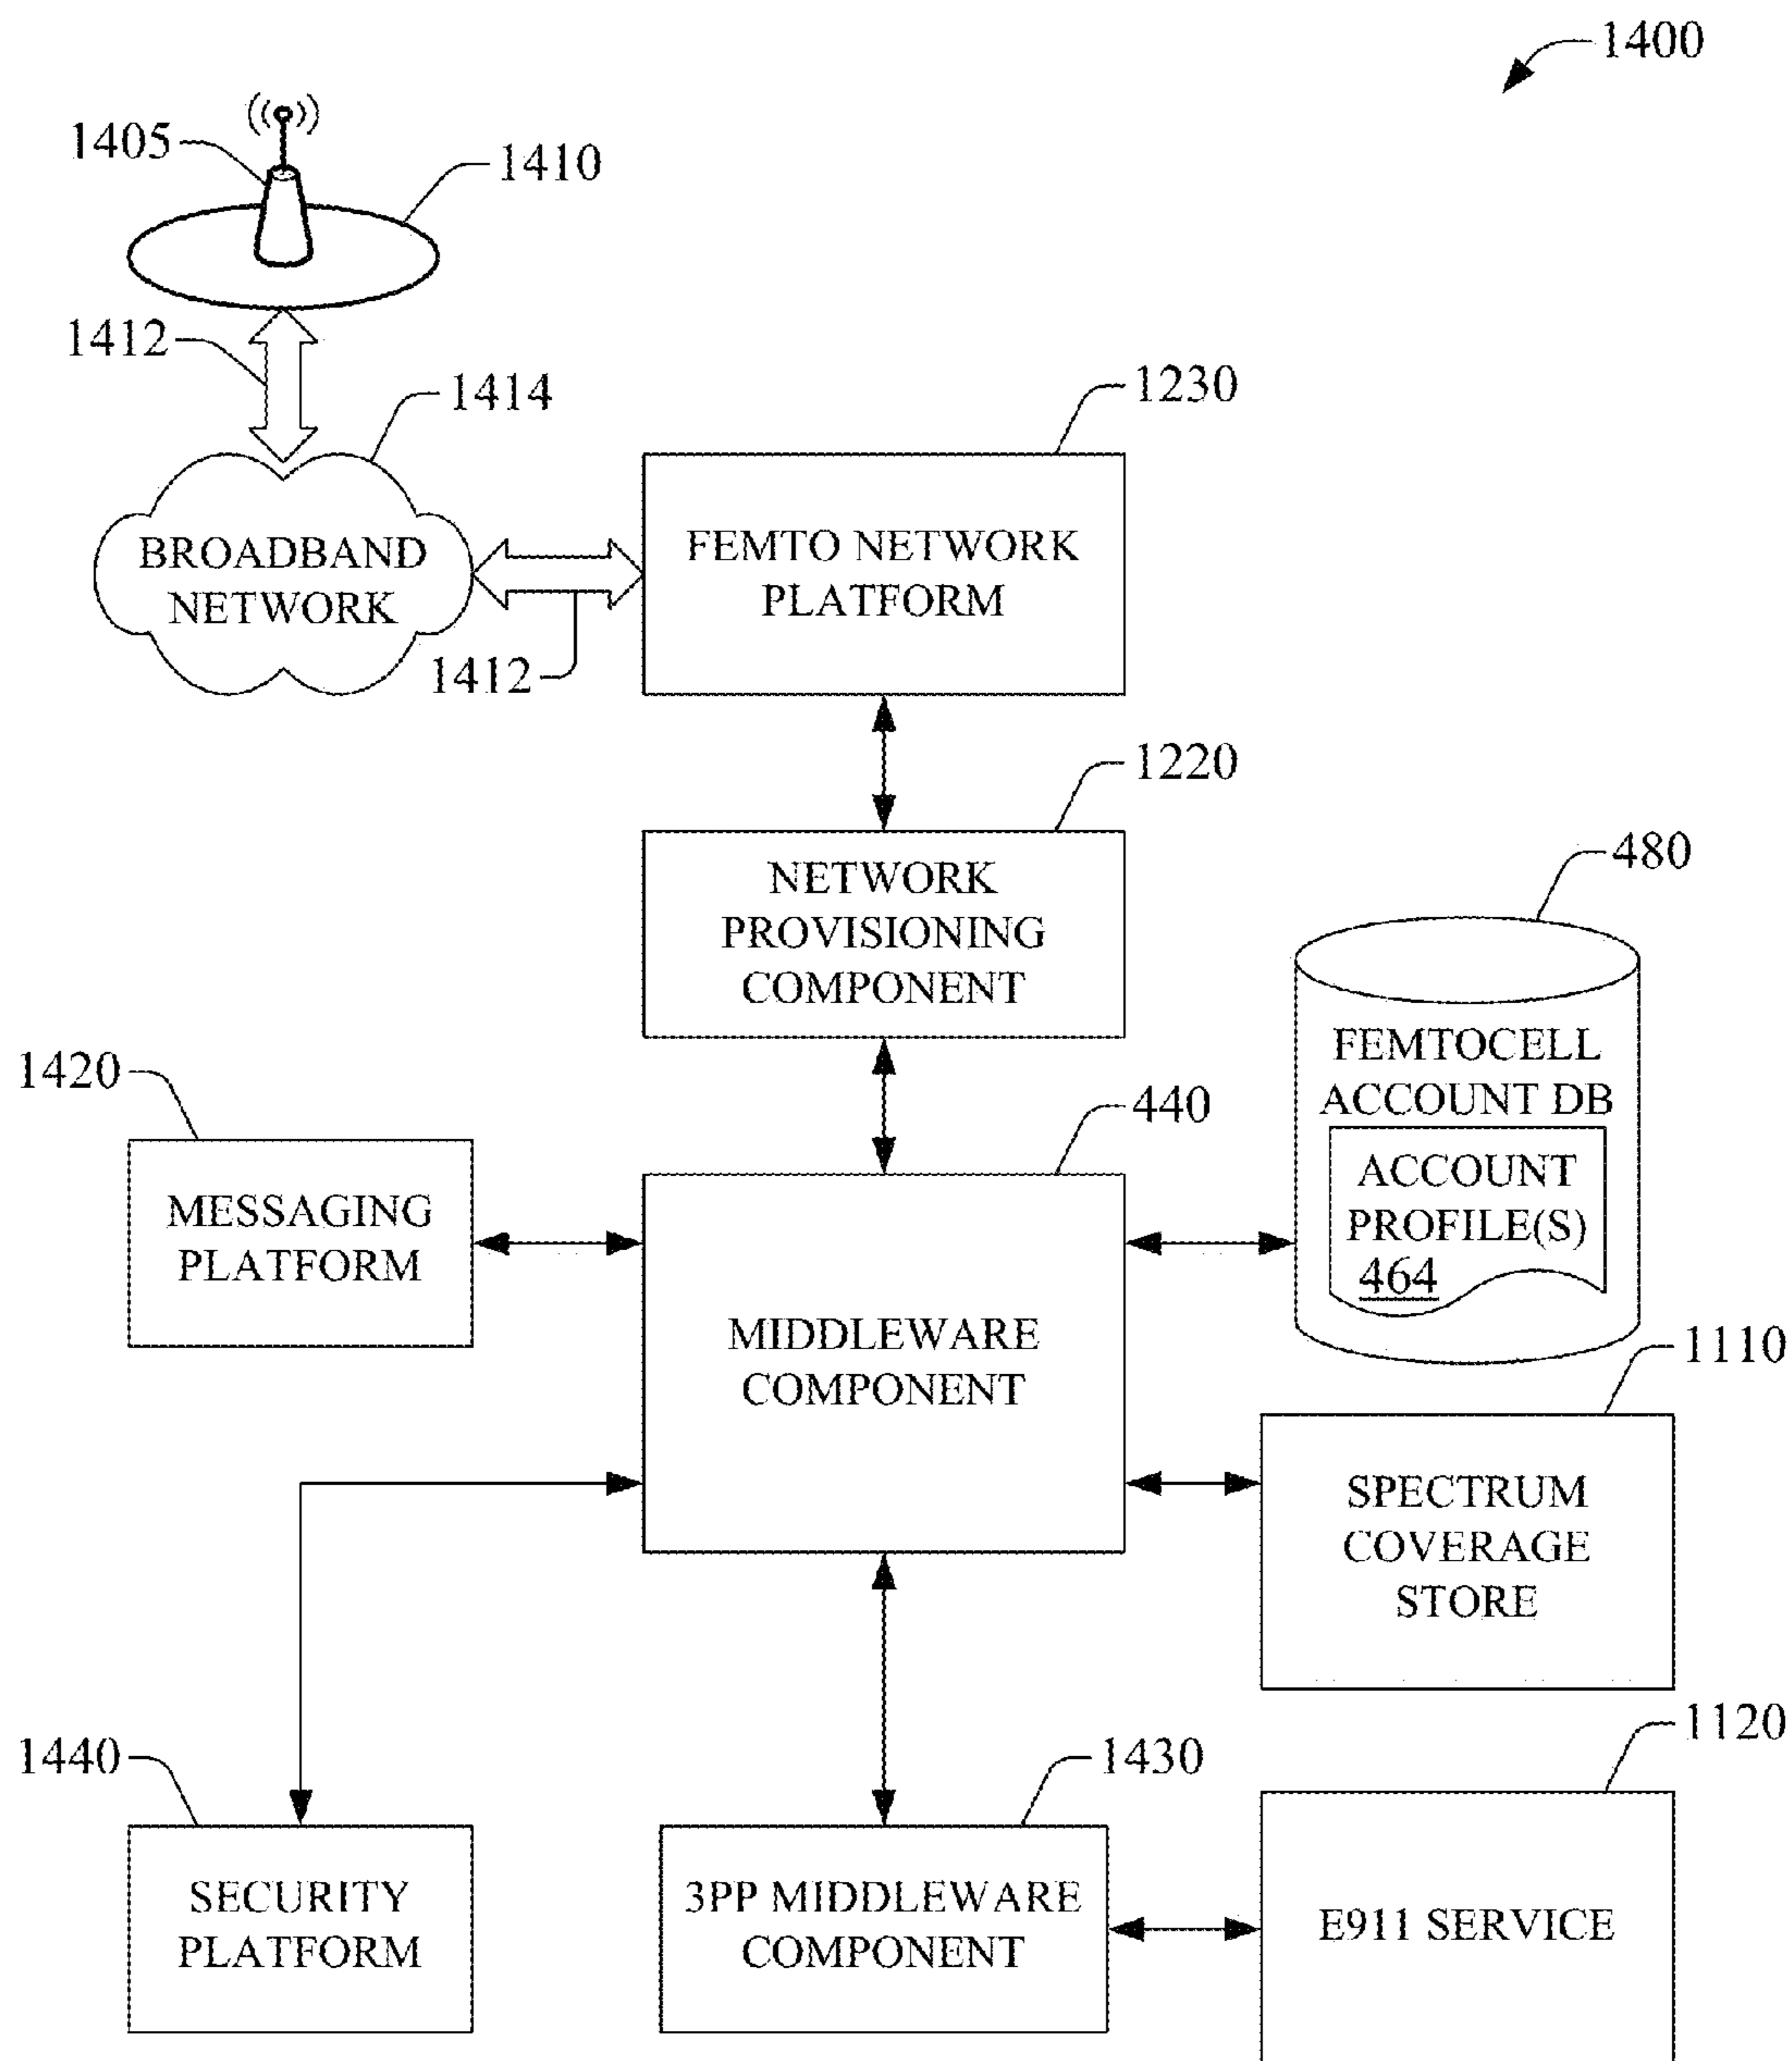 1400
1405
1410
1412
1414
1230
BROADBAND
NETWORK
FEMTO NETWORK
PLATFORM
1412
1220
NETWORK
PROVISIONING
COMPONENT
480
FEMTOCELL
ACCOUNT DB
ACCOUNT
PROFILE(S)
464
1420
440
MESSAGING
PLATFORM
MIDDLEWARE
COMPONENT
1110
SPECTRUM
COVERAGE
STORE
1440
1430
1120
SECURITY
PLATFORM
3PP MIDDLEWARE
COMPONENT
E911 SERVICE